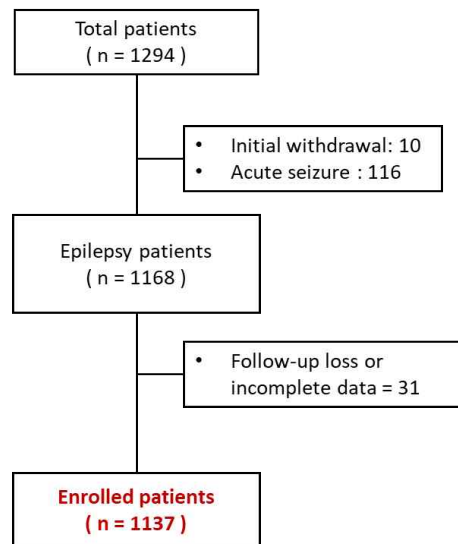 Total patients
( n = 1294 )
• Initial withdrawal: 10
• Acute seizure : 116
Epilepsy patients
( n = 1168 )
• Follow-up loss or
incomplete data = 31
Enrolled patients
( n = 1137 )